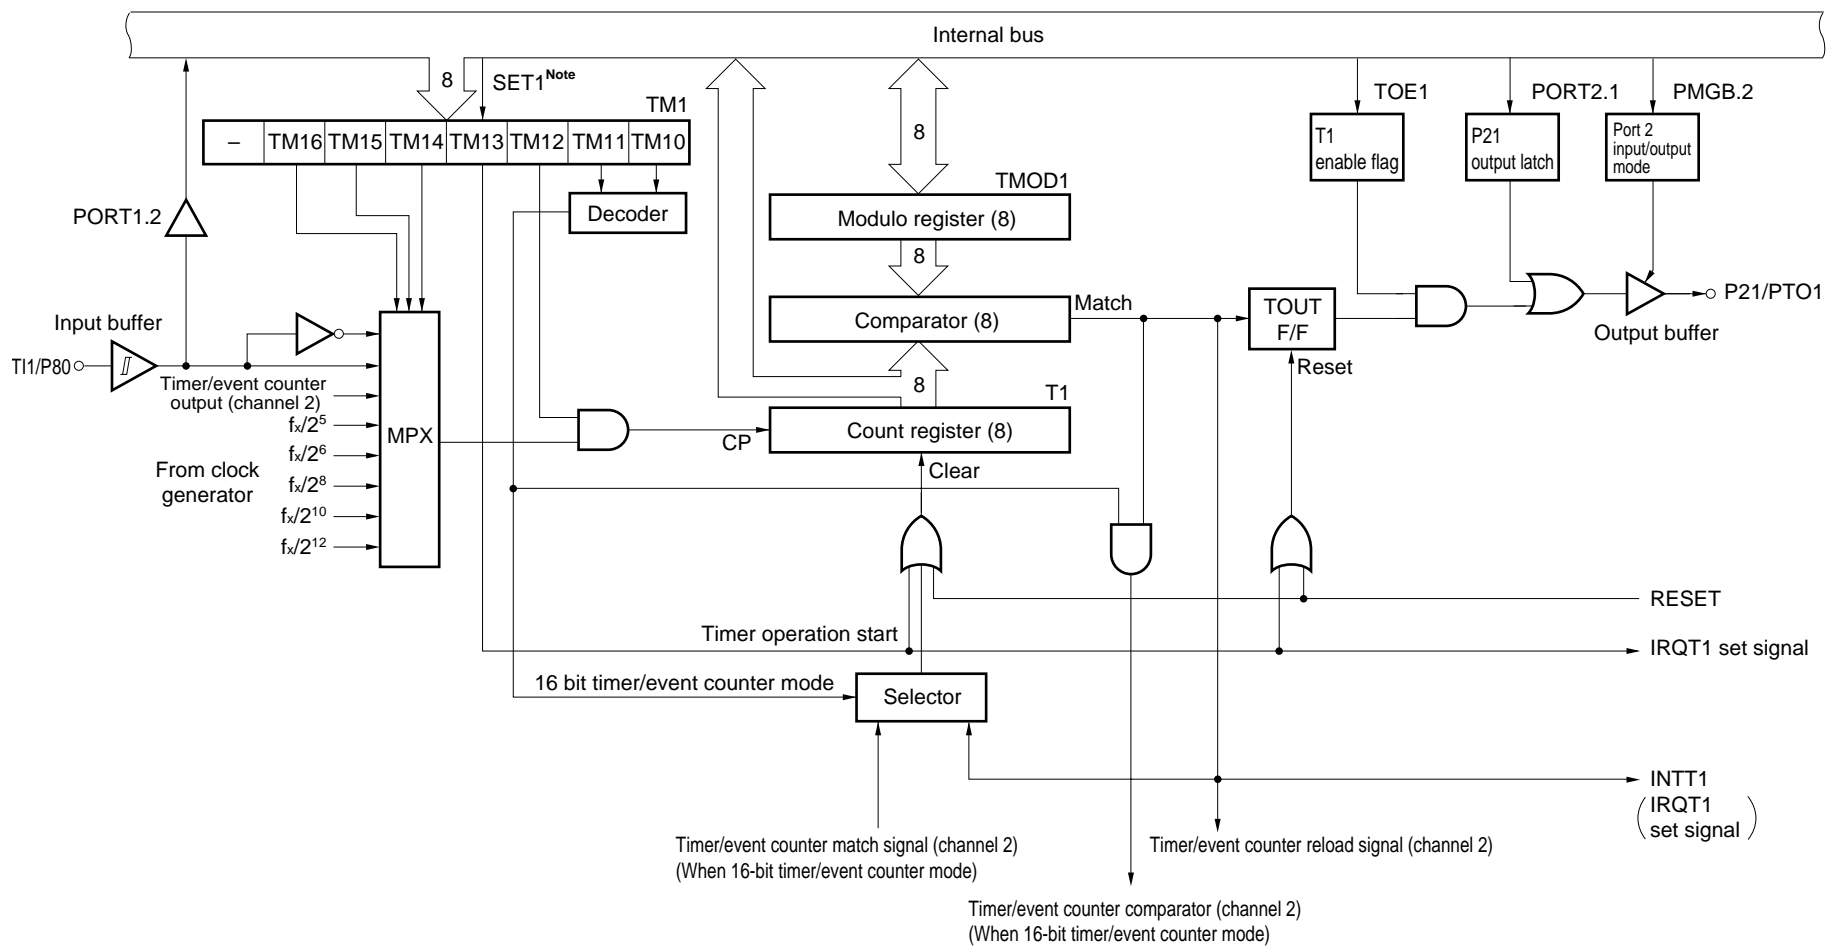 Internal bus
8
SET1Note
TM1
TOE1
PORT2.1
PMGB.2
– TM16 TM15 TM14 TM13 TM12 TM11 TM10
8
T1
enable flag
P21
output latch
Port 2
input/output
mode
TMOD1
PORT1.2
Decoder
Modulo register (8)
8
Match
TOUT
F/F
P21/PTO1
Input buffer
Comparator (8)
Output buffer
TI1/P80
Reset
Timer/event counter
output (channel 2)
8
T1
fx/2⁵
MPX
CP
Count register (8)
fx/2⁶
From clock
generator
Clear
fx/2⁸
fx/2¹⁰
fx/2¹²
RESET
Timer operation start
IRQT1 set signal
16 bit timer/event counter mode
Selector
INTT1
(IRQT1
set signal)
Timer/event counter match signal (channel 2)
(When 16-bit timer/event counter mode)
Timer/event counter reload signal (channel 2)
Timer/event counter comparator (channel 2)
(When 16-bit timer/event counter mode)